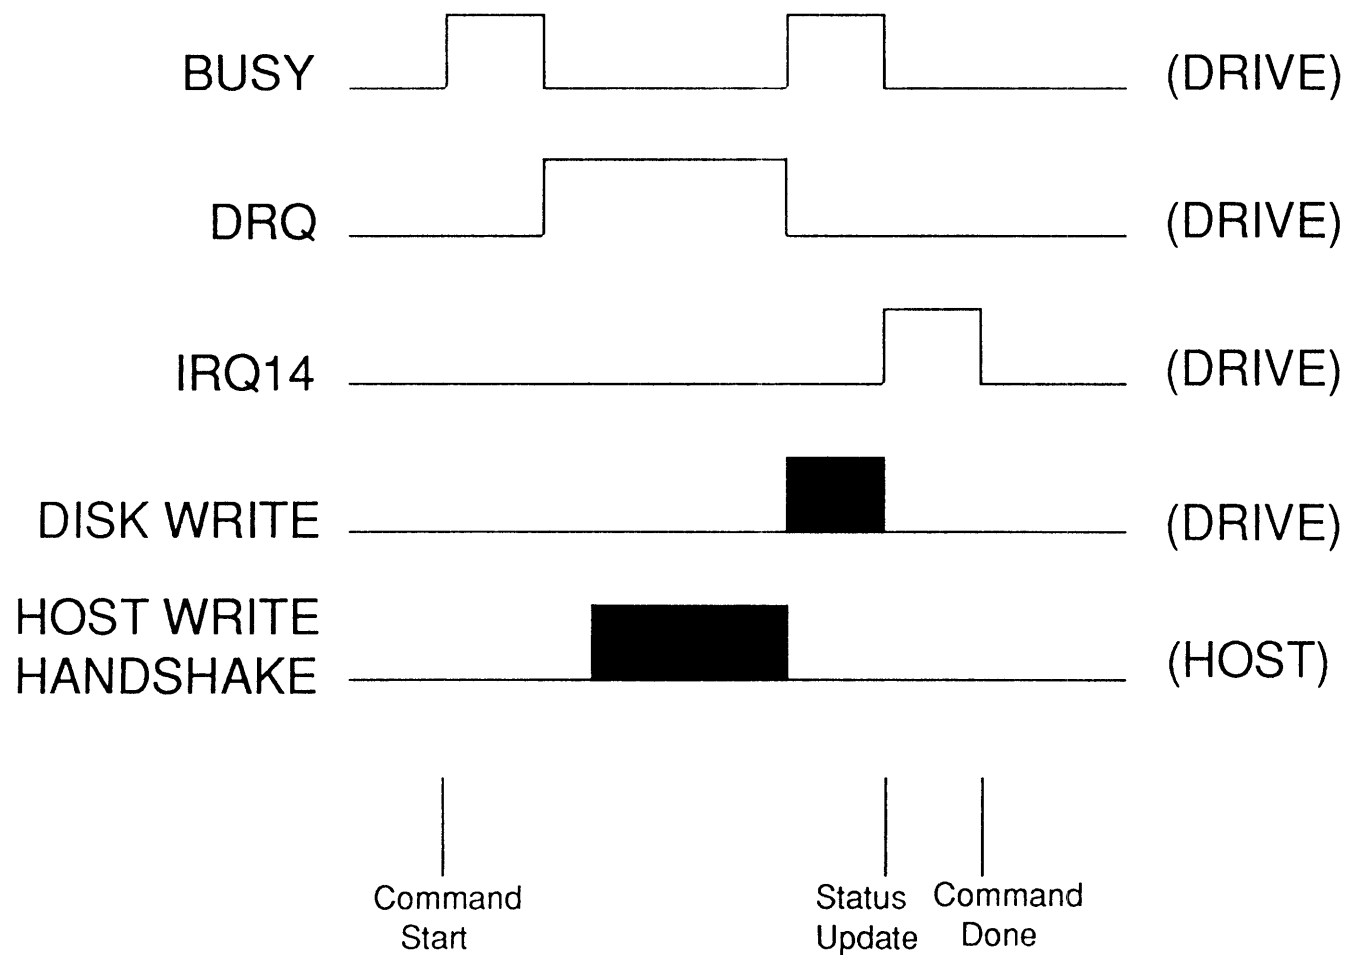 BUSY (DRIVE)
DRQ (DRIVE)
IRQ14 (DRIVE)
DISK WRITE (DRIVE)
HOST WRITE
HANDSHAKE (HOST)
Command Start
Status Update
Command Done